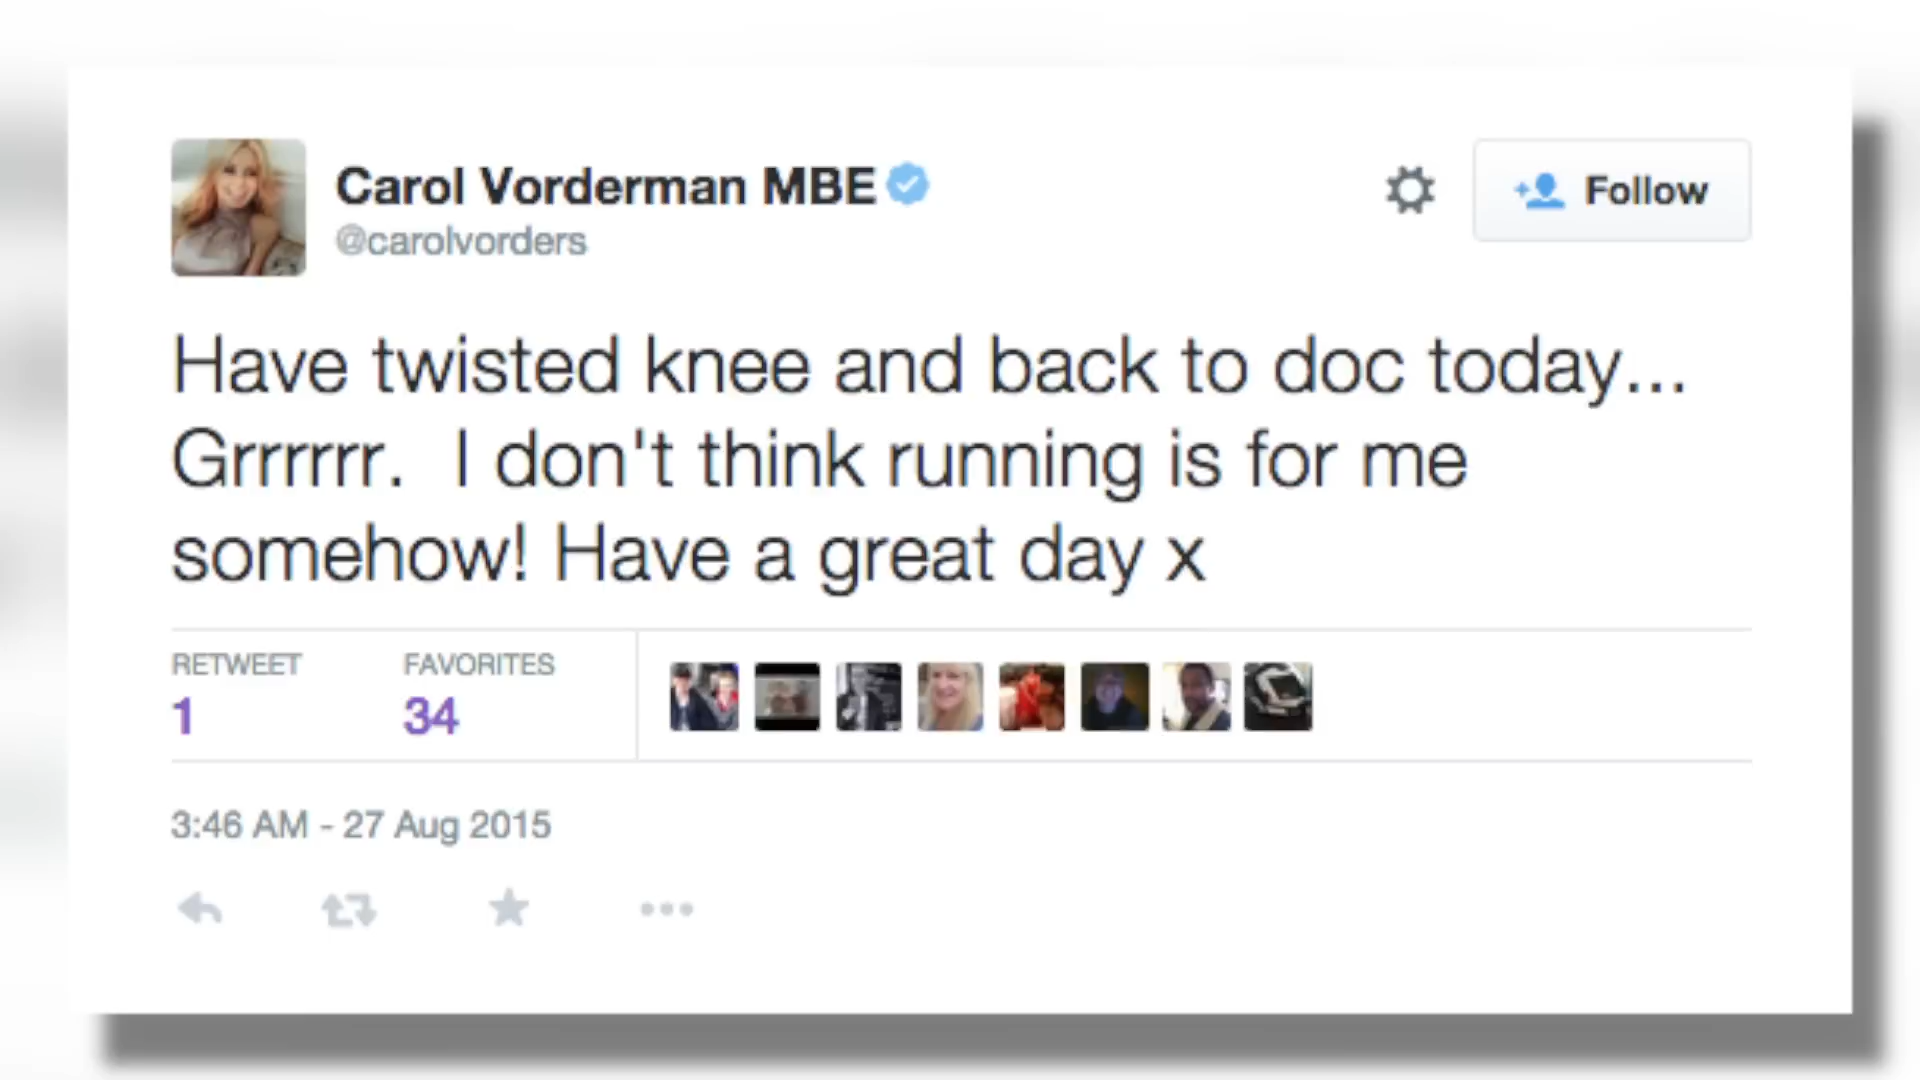 Carol Vorderman MBE
@carolvorders
Follow
Have twisted knee and back to doc today...
Grrrrrr.  I don't think running is for me
somehow! Have a great day x
RETWEET FAVORITES
1 34
3:46 AM - 27 Aug 2015